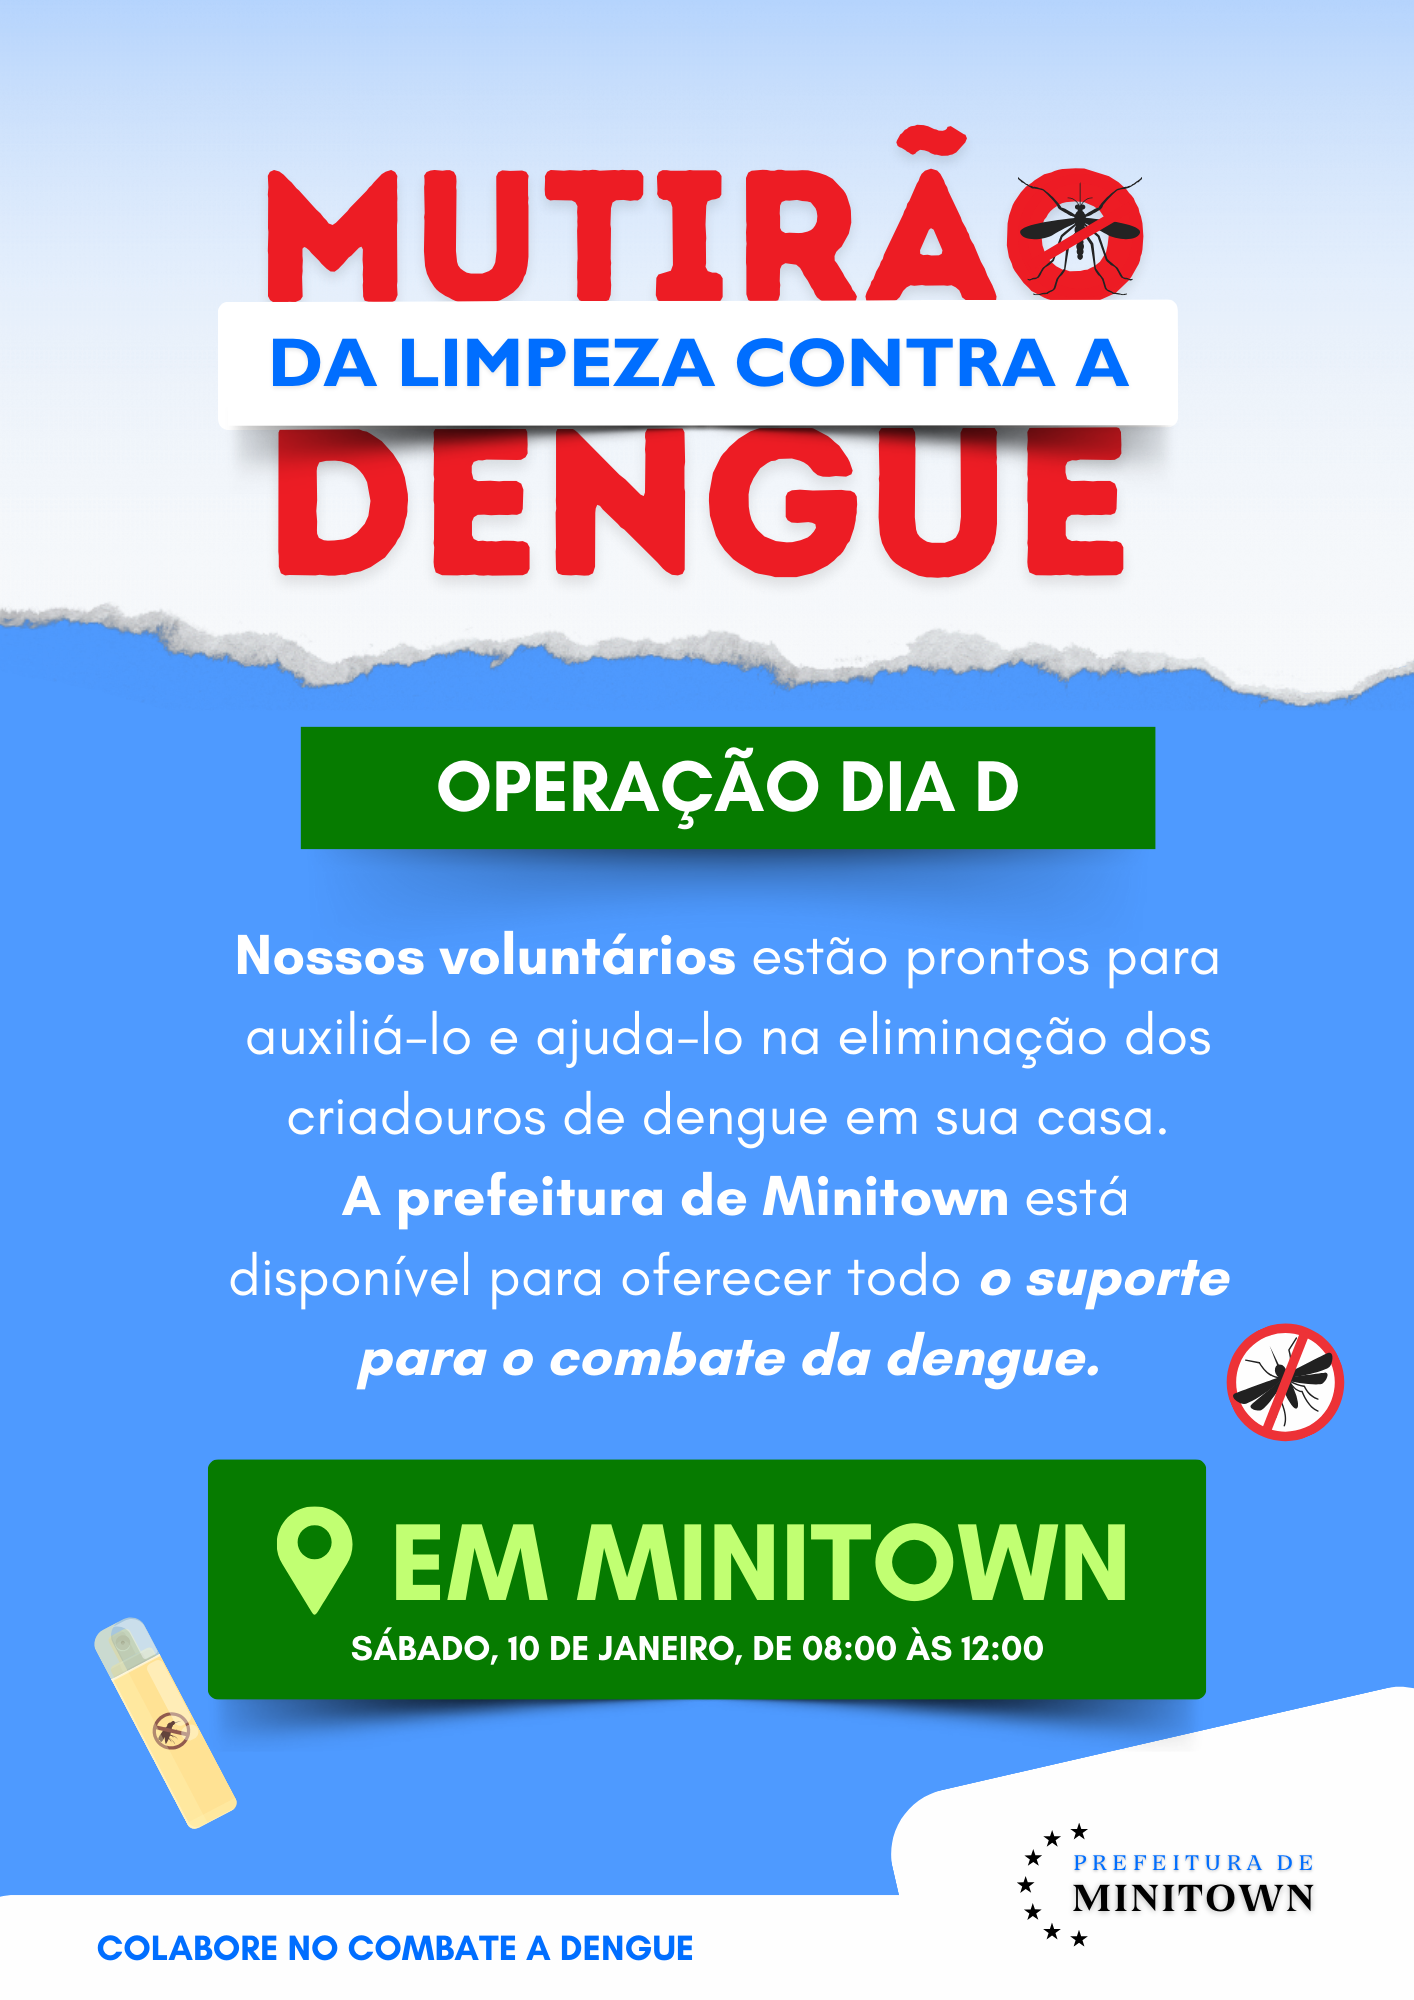 MUTIRÃO
DA LIMPEZA CONTRA A
DENGUE
OPERAÇÃO DIA D
Nossos voluntários estão prontos para
auxiliá-lo e ajuda-lo na eliminação dos
criadouros de dengue em sua casa.
A prefeitura de Minitown está
disponível para oferecer todo o suporte
para o combate da dengue.
EM MINITOWN
SÁBADO, 10 DE JANEIRO, DE 08:00 ÀS 12:00
PREFEITURA DE
MINITOWN
COLABORE NO COMBATE A DENGUE